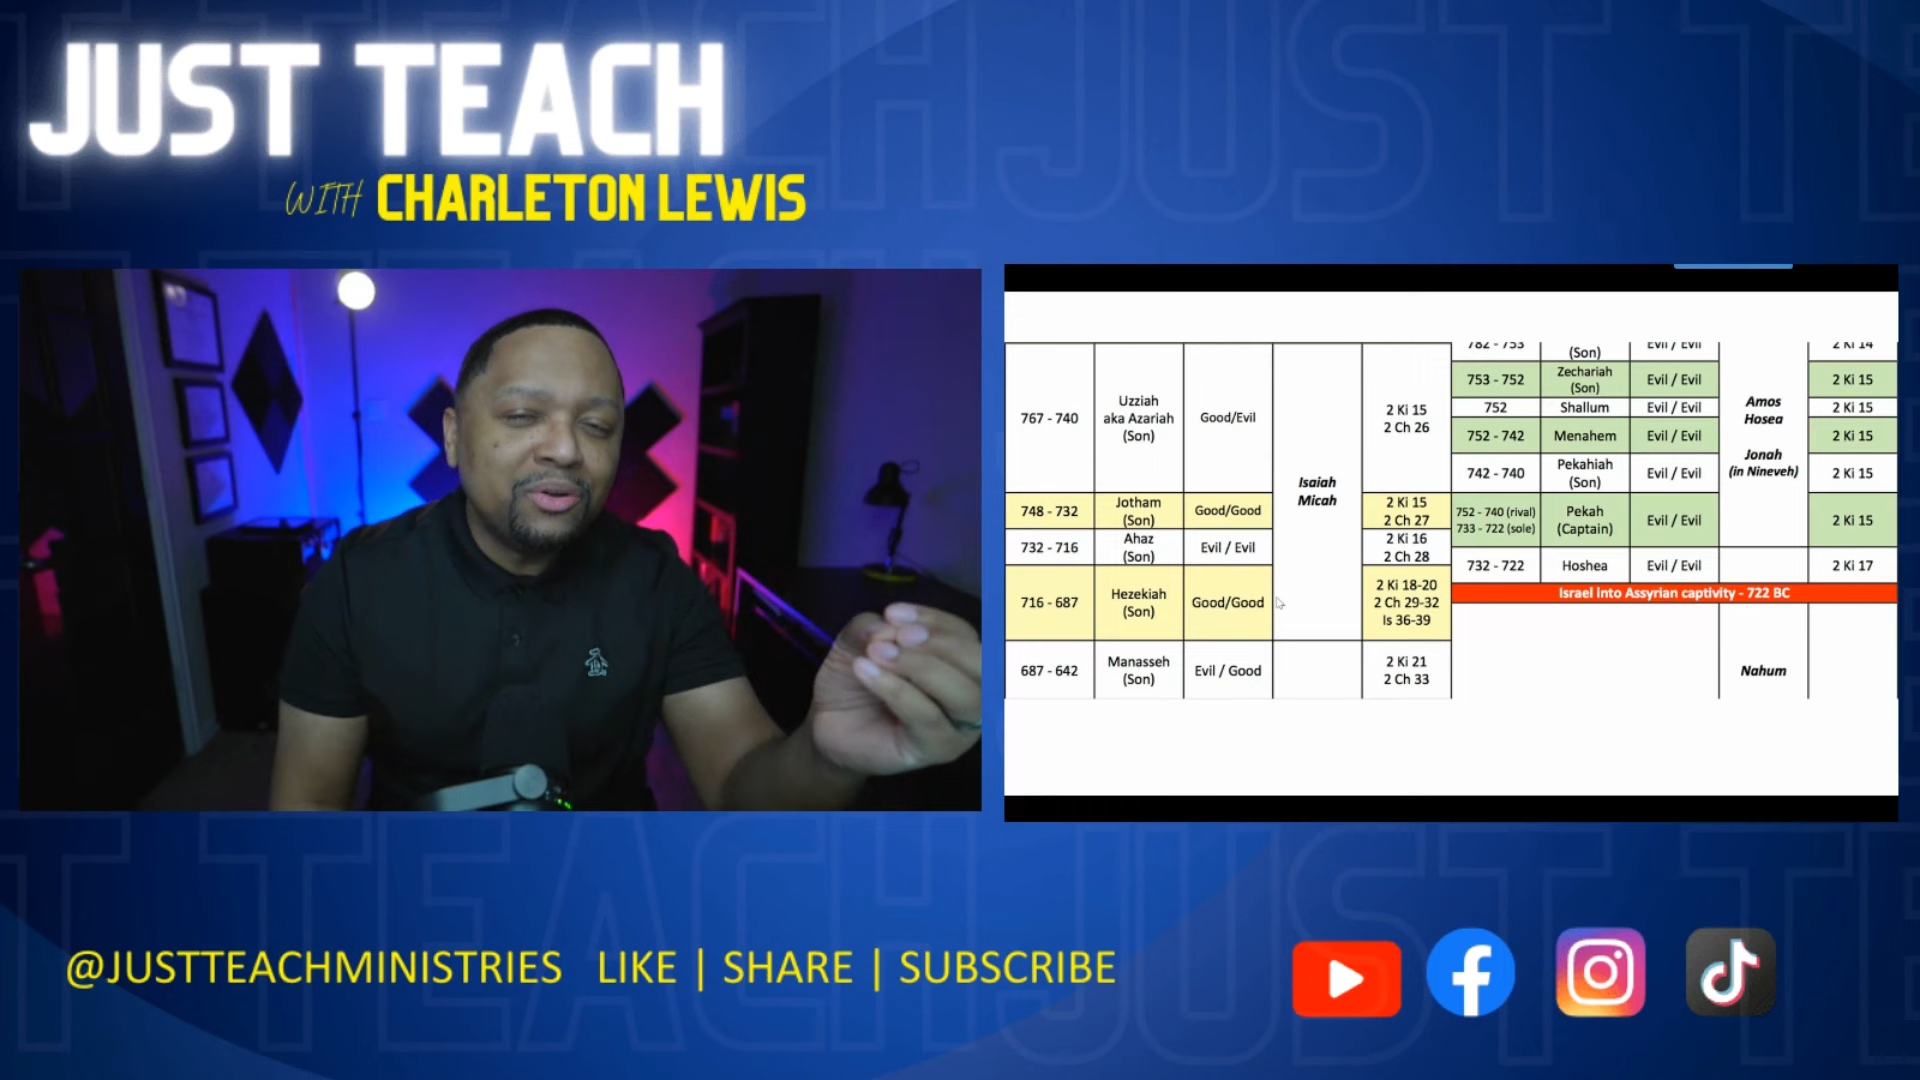 JUST TEACH
WITH CHARLETON LEWIS
767 - 740
Uzziah
aka Azariah
(Son)
Good/Evil
Isaiah
Micah
2 Ki 15
2 Ch 26
748 - 732
Jotham
(Son)
Good/Good
2 Ki 15
2 Ch 27
732 - 716
Ahaz
(Son)
Evil / Evil
2 Ki 16
2 Ch 28
716 - 687
Hezekiah
(Son)
Good/Good
2 Ki 18-20
2 Ch 29-32
Is 36-39
687 - 642
Manasseh
(Son)
Evil / Good
2 Ki 21
2 Ch 33
782 - 753
(Son)
Evil / Evil
2 Ki 14
753 - 752
Zechariah
(Son)
Evil / Evil
2 Ki 15
752
Shallum
Evil / Evil
2 Ki 15
752 - 742
Menahem
Evil / Evil
2 Ki 15
742 - 740
Pekahiah
(Son)
Evil / Evil
2 Ki 15
Amos
Hosea
Jonah
(in Nineveh)
752 - 740 (rival)
733 - 722 (sole)
Pekah
(Captain)
Evil / Evil
2 Ki 15
732 - 722
Hoshea
Evil / Evil
2 Ki 17
Israel into Assyrian captivity - 722 BC
Nahum
@JUSTTEACHMINISTRIES LIKE | SHARE | SUBSCRIBE